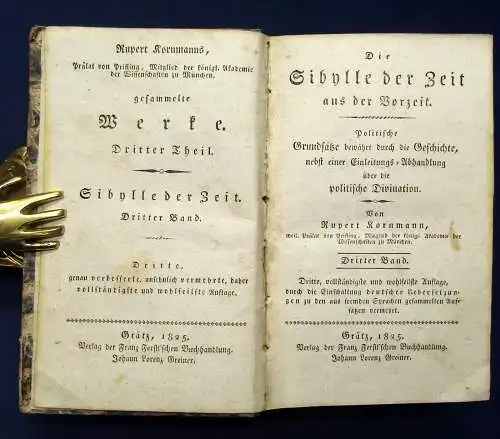 Rupert Kornmanns,
Prälat von Prifling, Mitglied der königl. Akademie
der Wissenschaften zu München.
gesammelte
Werke.
Dritter Theil.
Sibylle der Zeit.
Dritter Band.
Dritte,
genau verbesserte, ansehnlich vermehrte, daher
vollständigste und wohlfeilste Auflage.
Grätz, 1825.
Verlag der Franz Ferstl'schen Buchhandlung.
Johann Lorenz Greiner.
Die
Sibylle der Zeit
aus der Vorzeit.
Politische
Grundsätze bewährt durch die Geschichte,
nebst einer Einleitungs-Abhandlung
über die
politische Divination.
Von
Rupert Kornmann,
weil. Prälat von Prifling, Mitglied der königl. Akademie der
Wissenschaften zu München.
Dritter Band.
Dritte, vollständigste und wohlfeilste Auflage,
durch die Einschaltung deutscher Uebersetzun-
gen zu den aus fremden Sprachen gesammelten Auf-
sätzen vermehrt.
Grätz, 1825.
Verlag der Franz Ferstl'schen Buchhandlung.
Johann Lorenz Greiner.